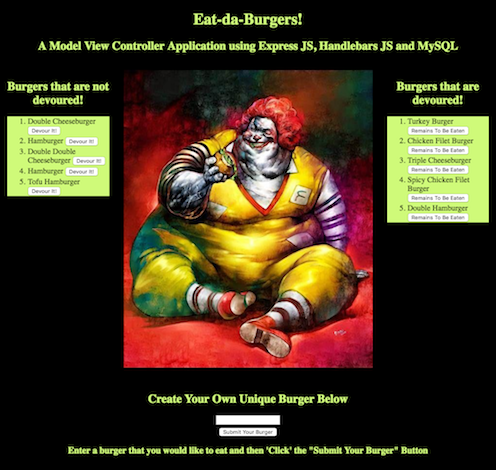 Eat-da-Burgers!
A Model View Controller Application using Express JS, Handlebars JS and MySQL
Burgers that are not
devoured!
1. Double Cheeseburger
Devour It!
2. Hamburger Devour It!
3. Double Double
Cheeseburger Devour It!
4. Hamburger Devour It!
5. Tofu Hamburger
Devour It!
Burgers that are
devoured!
1. Turkey Burger
Remains To Be Eaten
2. Chicken Filet Burger
Remains To Be Eaten
3. Triple Cheeseburger
Remains To Be Eaten
4. Spicy Chicken Filet
Burger
Remains To Be Eaten
5. Double Hamburger
Remains To Be Eaten
Create Your Own Unique Burger Below
Submit Your Burger
Enter a burger that you would like to eat and then 'Click' the "Submit Your Burger" Button